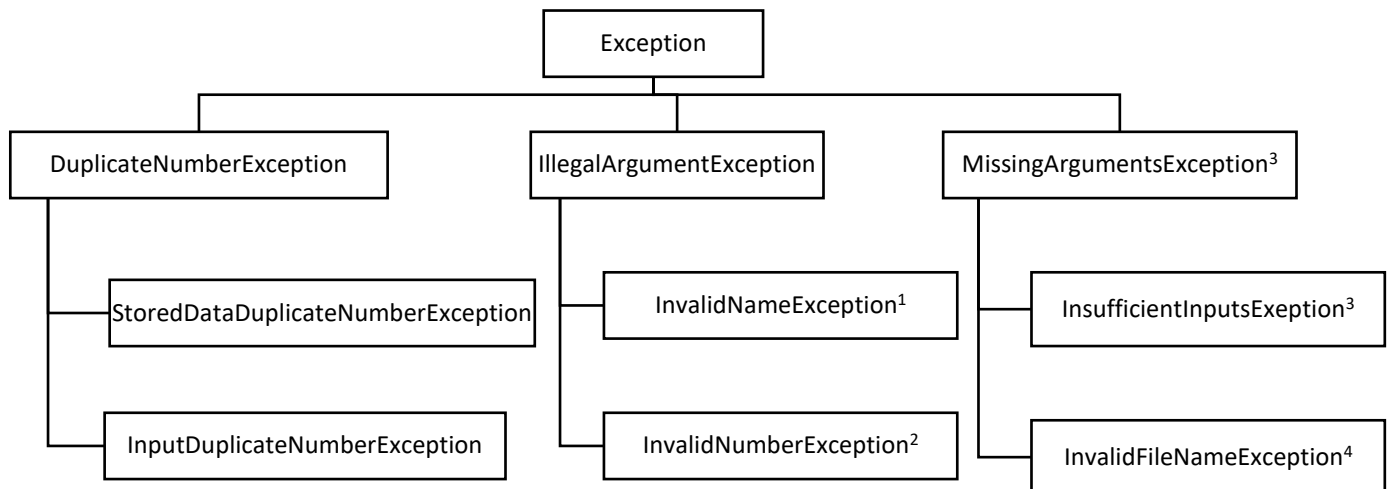 Exception
DuplicateNumberException
IllegalArgumentException
MissingArgumentsException³
StoredDataDuplicateNumberException
InvalidNameException¹
InsufficientInputsExeption³
InputDuplicateNumberException
InvalidNumberException²
InvalidFileNameException⁴